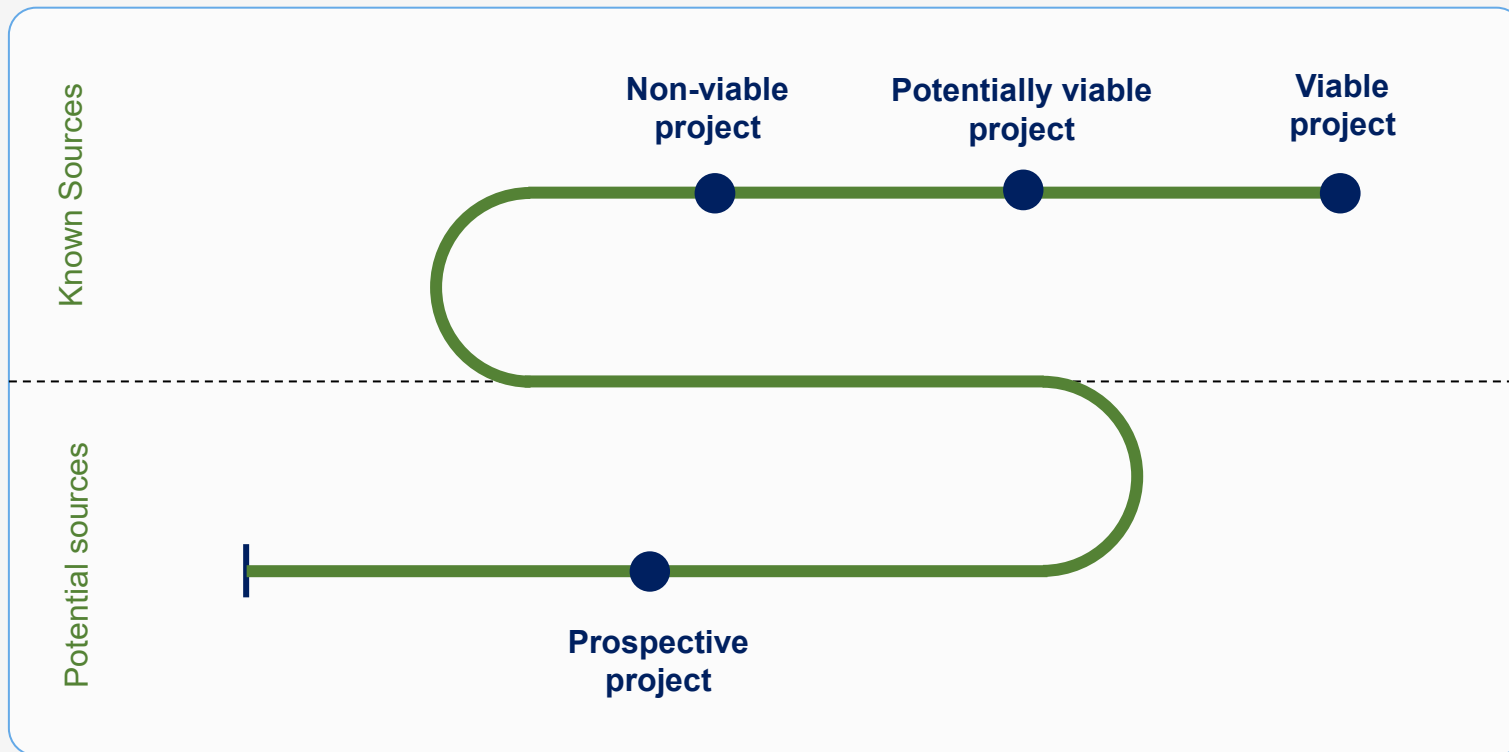 Known Sources
Non-viable
project
Potentially viable
project
Viable
project
Potential sources
Prospective
project